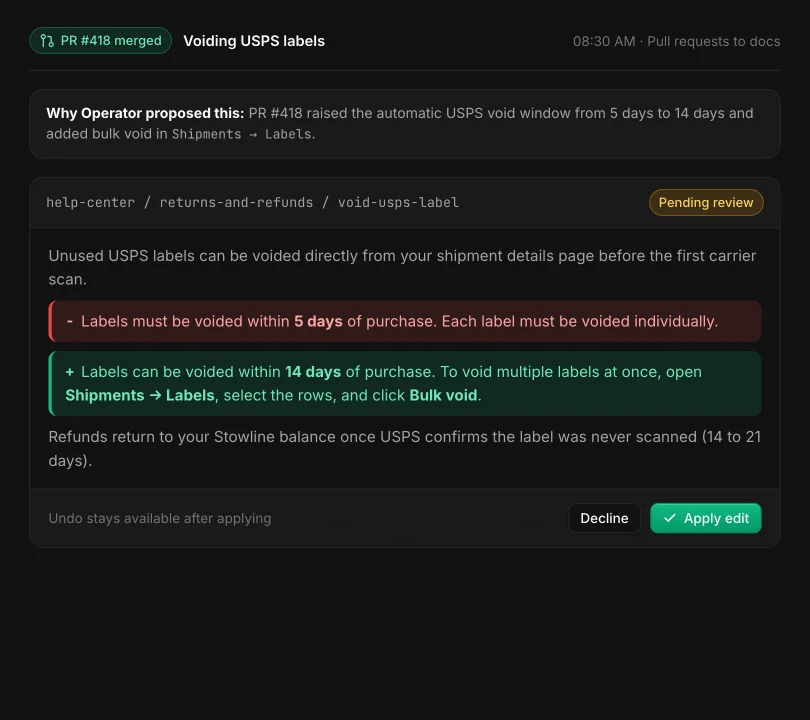 PR #418 merged Voiding USPS labels 08:30 AM · Pull requests to docs
Why Operator proposed this: PR #418 raised the automatic USPS void window from 5 days to 14 days and
added bulk void in Shipments → Labels.
help-center / returns-and-refunds / void-usps-label Pending review
Unused USPS labels can be voided directly from your shipment details page before the first carrier
scan.
- Labels must be voided within 5 days of purchase. Each label must be voided individually.
+ Labels can be voided within 14 days of purchase. To void multiple labels at once, open
Shipments → Labels, select the rows, and click Bulk void.
Refunds return to your Stowline balance once USPS confirms the label was never scanned (14 to 21
days).
Undo stays available after applying Decline ✓ Apply edit